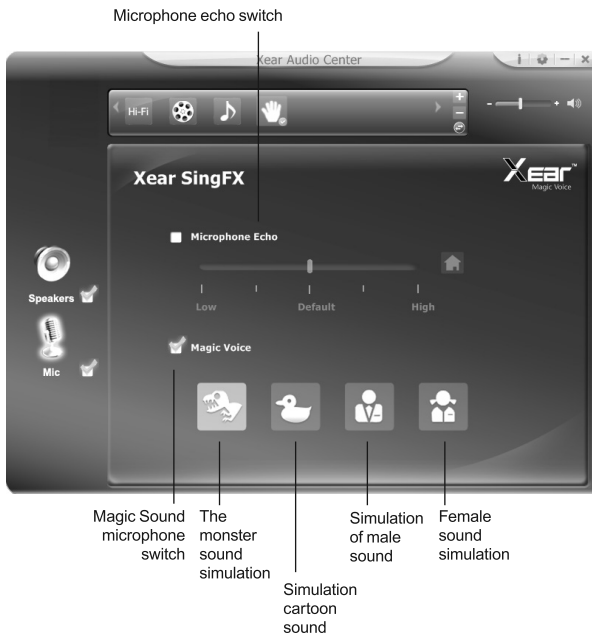 Microphone echo switch
Xear Audio Center
Hi-Fi
Xear SingFX
Xear™
Magic Voice
Microphone Echo
Low Default High
Speakers
Magic Voice
Mic
Magic Sound
microphone
switch
The
monster
sound
simulation
Simulation
cartoon
sound
Simulation
of male
sound
Female
sound
simulation